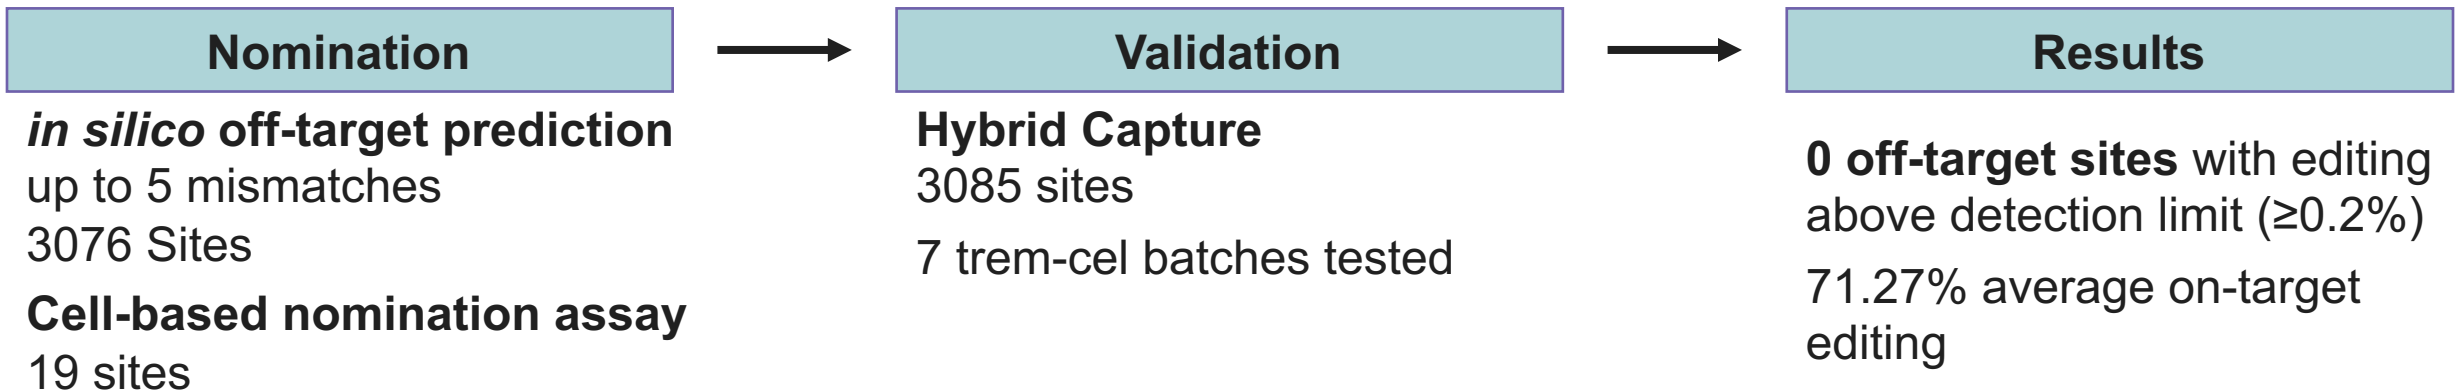 Nomination
in silico off-target prediction
up to 5 mismatches
3076 Sites
Cell-based nomination assay
19 sites
Validation
Hybrid Capture
3085 sites
7 trem-cel batches tested
Results
0 off-target sites with editing
above detection limit (≥0.2%)
71.27% average on-target
editing